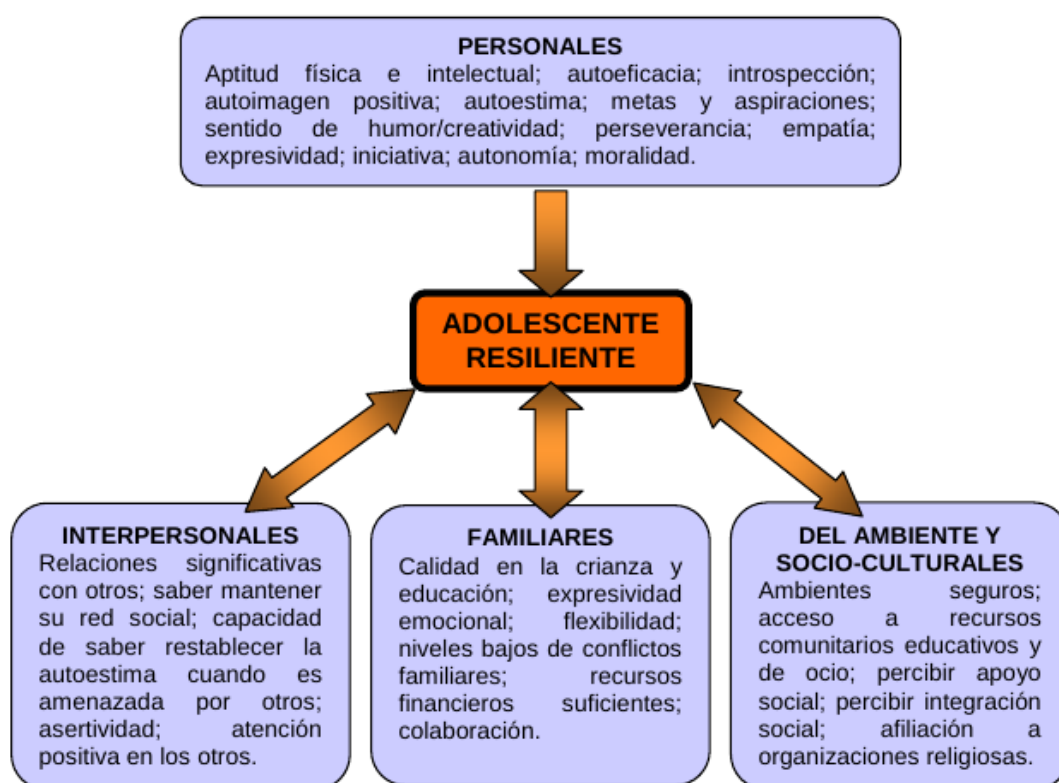 PERSONALES
Aptitud física e intelectual; autoeficacia; introspección;
autoimagen positiva; autoestima; metas y aspiraciones;
sentido de humor/creatividad; perseverancia; empatía;
expresividad; iniciativa; autonomía; moralidad.
ADOLESCENTE
RESILIENTE
INTERPERSONALES
Relaciones significativas
con otros; saber mantener
su red social; capacidad
de saber restablecer la
autoestima cuando es
amenazada por otros;
asertividad; atención
positiva en los otros.
FAMILIARES
Calidad en la crianza y
educación; expresividad
emocional; flexibilidad;
niveles bajos de conflictos
familiares; recursos
financieros suficientes;
colaboración.
DEL AMBIENTE Y
SOCIO-CULTURALES
Ambientes seguros;
acceso a recursos
comunitarios educativos y
de ocio; percibir apoyo
social; percibir integración
social; afiliación a
organizaciones religiosas.